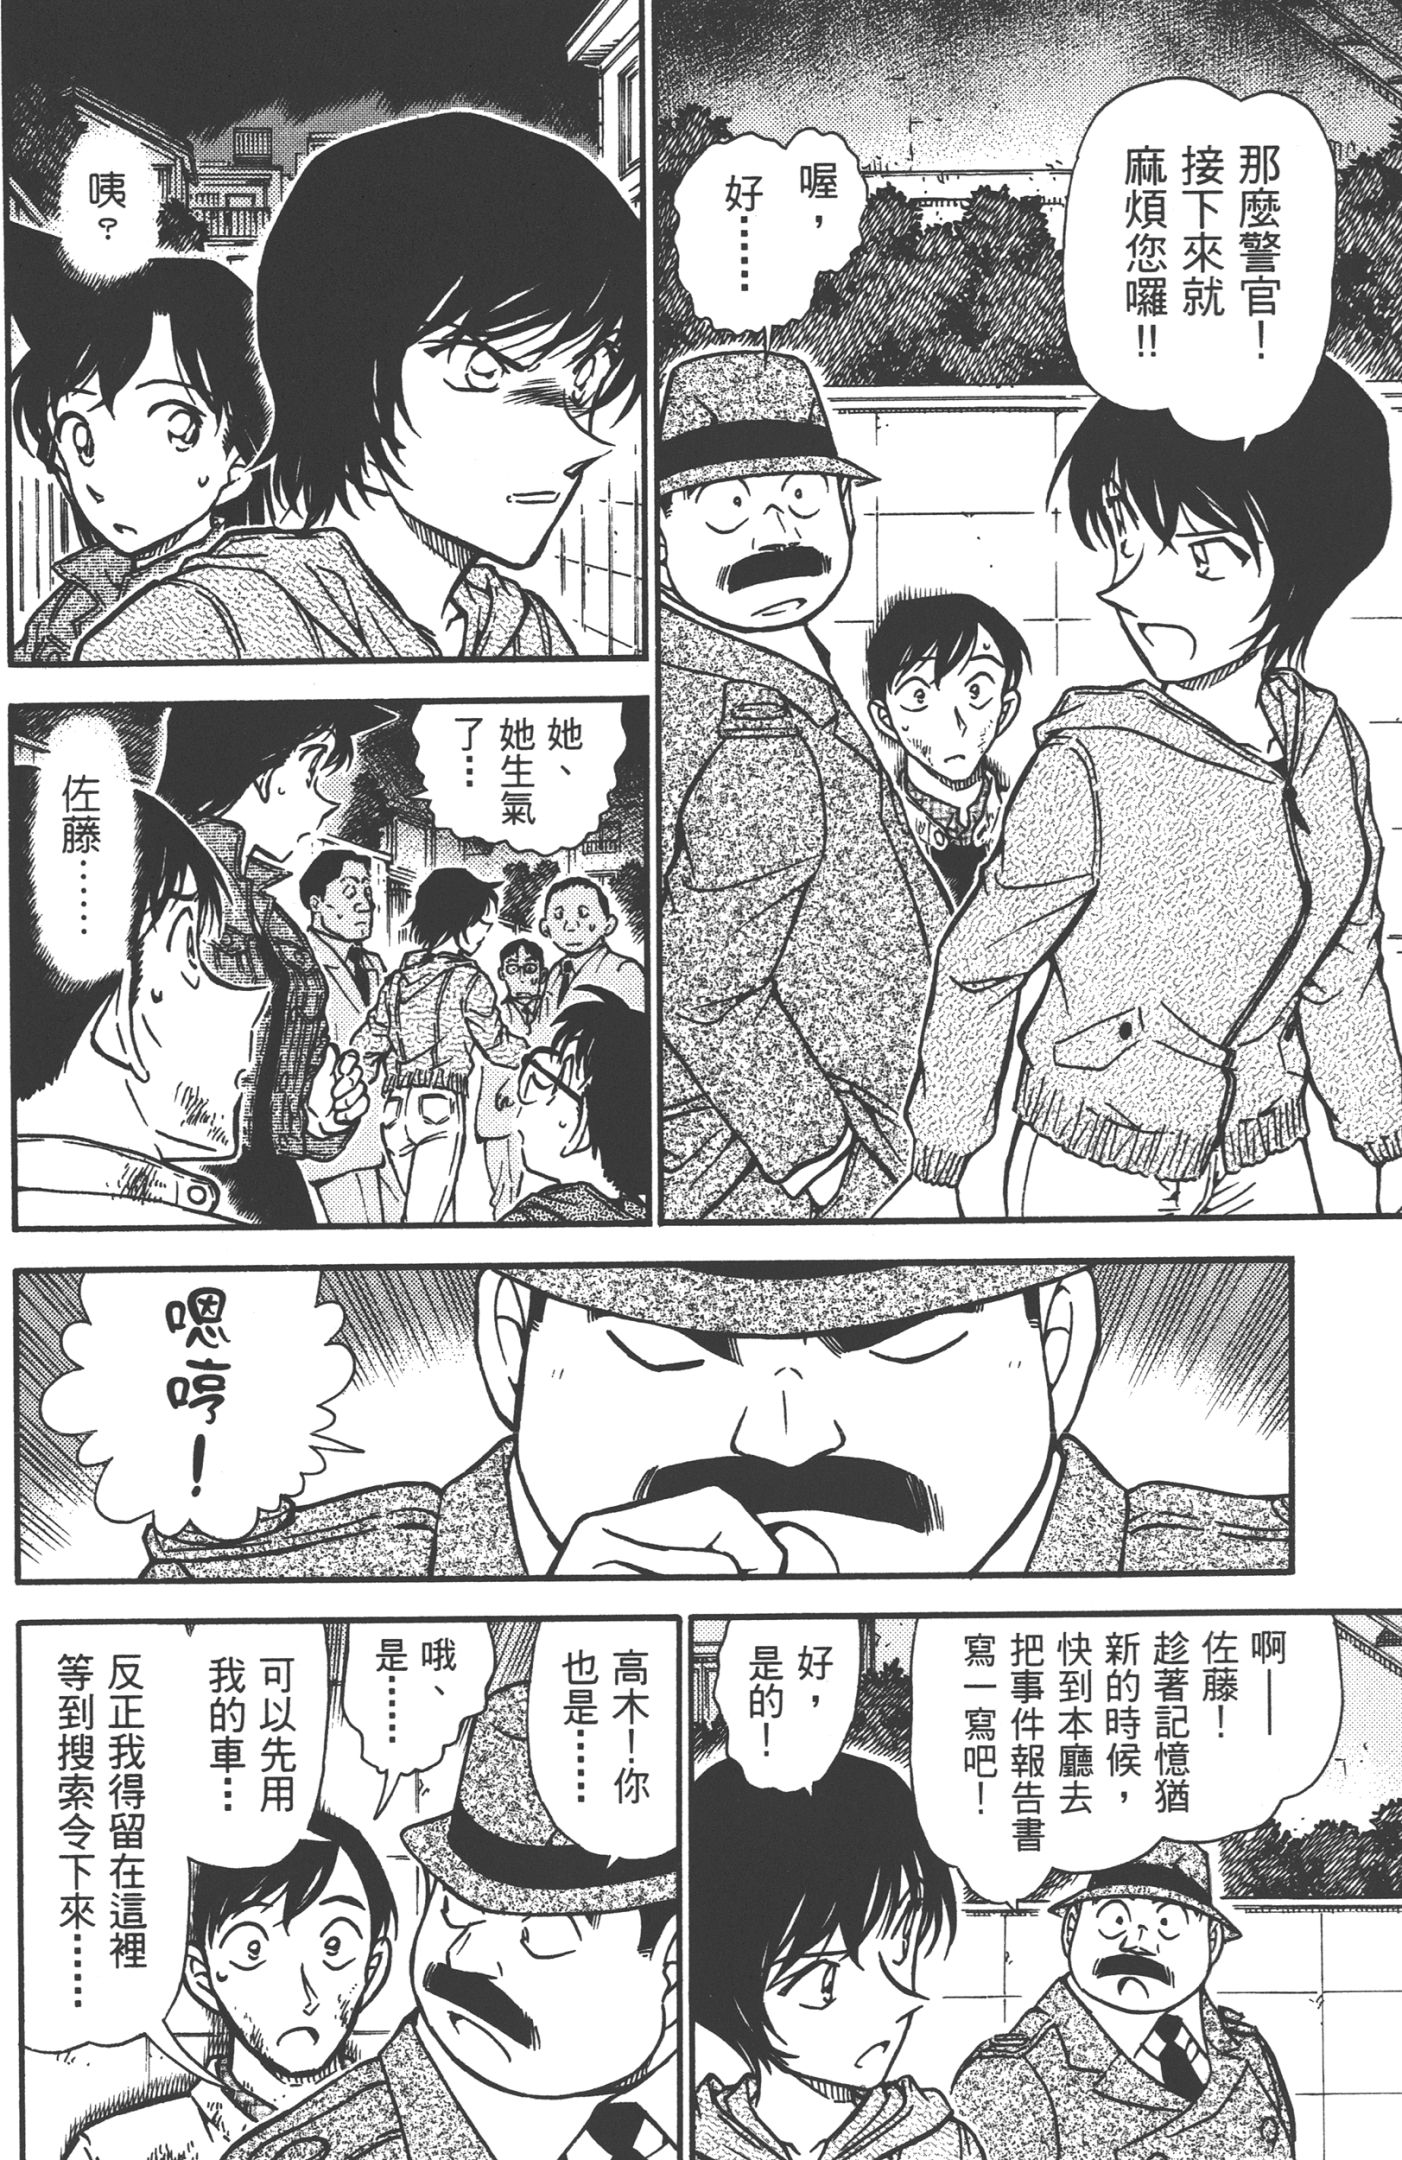 那麼警官！
接下來就
麻煩您囉!!
喔，
好……
咦？
她、
她生氣
了…
佐藤……
嗯哼！
啊——
佐藤！
趁著記憶猶
新的時候，
快到本廳去
把事件報告書
寫一寫吧！
好，
是的！
高木！你
也是……
哦、
是……
可以先用
我的車…
反正我得留在這裡
等到搜索令下來……